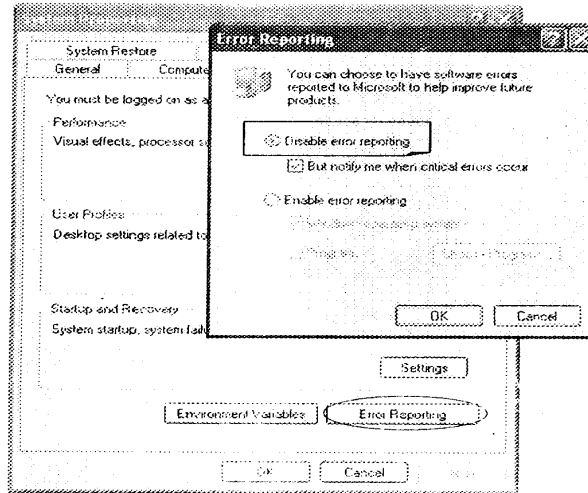 System Restore
General
Compute
You must be logged on as a
Performance
Visual effects, processor s
User Profiles
Desktop settings related to
Startup and Recovery
System startup, system failu
Settings
Environment Variables
Error Reporting
OK
Cancel
Error Reporting
You can choose to have software errors
reported to Microsoft to help improve future
products.
Disable error reporting
But notify me when critical errors occur
Enable error reporting
OK
Cancel